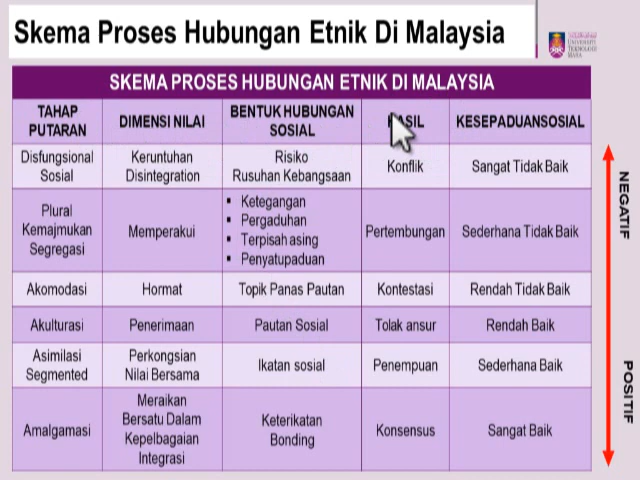 Skema Proses Hubungan Etnik Di Malaysia
UNIVERSITI
TEKNOLOGI
MARA
SKEMA PROSES HUBUNGAN ETNIK DI MALAYSIA
TAHAP
PUTARAN
DIMENSI NILAI
BENTUK HUBUNGAN
SOSIAL
HASIL
KESEPADUANSOSIAL
Disfungsional
Sosial
Keruntuhan
Disintegration
Risiko
Rusuhan Kebangsaan
Konflik
Sangat Tidak Baik
Plural
Kemajmukan
Segregasi
Memperakui
▪ Ketegangan
▪ Pergaduhan
▪ Terpisah asing
▪ Penyatupaduan
Pertembungan
Sederhana Tidak Baik
Akomodasi
Hormat
Topik Panas Pautan
Kontestasi
Rendah Tidak Baik
Akulturasi
Penerimaan
Pautan Sosial
Tolak ansur
Rendah Baik
Asimilasi
Segmented
Perkongsian
Nilai Bersama
Ikatan sosial
Penempuan
Sederhana Baik
Amalgamasi
Meraikan
Bersatu Dalam
Kepelbagaian
Integrasi
Keterikatan
Bonding
Konsensus
Sangat Baik
NEGATIF
POSITIF